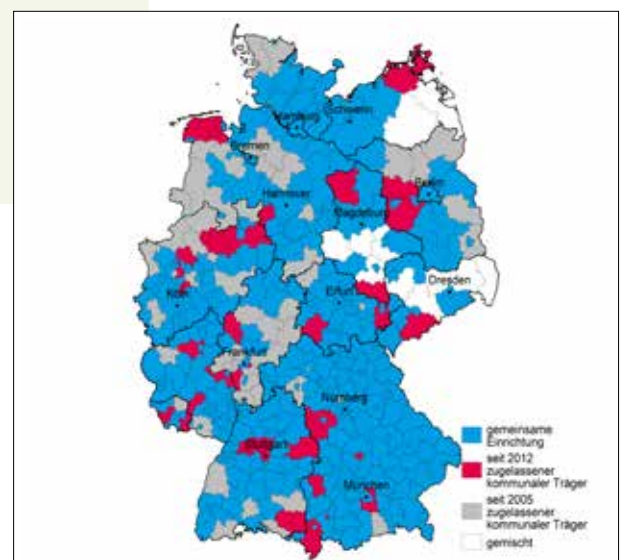 Schwerin
Hamburg
Bremen
Berlin
Hannover
Magdeburg
Dresden
Köln
Erfurt
Frankfurt
Nürnberg
Stuttgart
München
gemeinsame
Einrichtung
seit 2012
zugelassener
kommunaler Träger
seit 2005
zugelassener
kommunaler Träger
gemischt